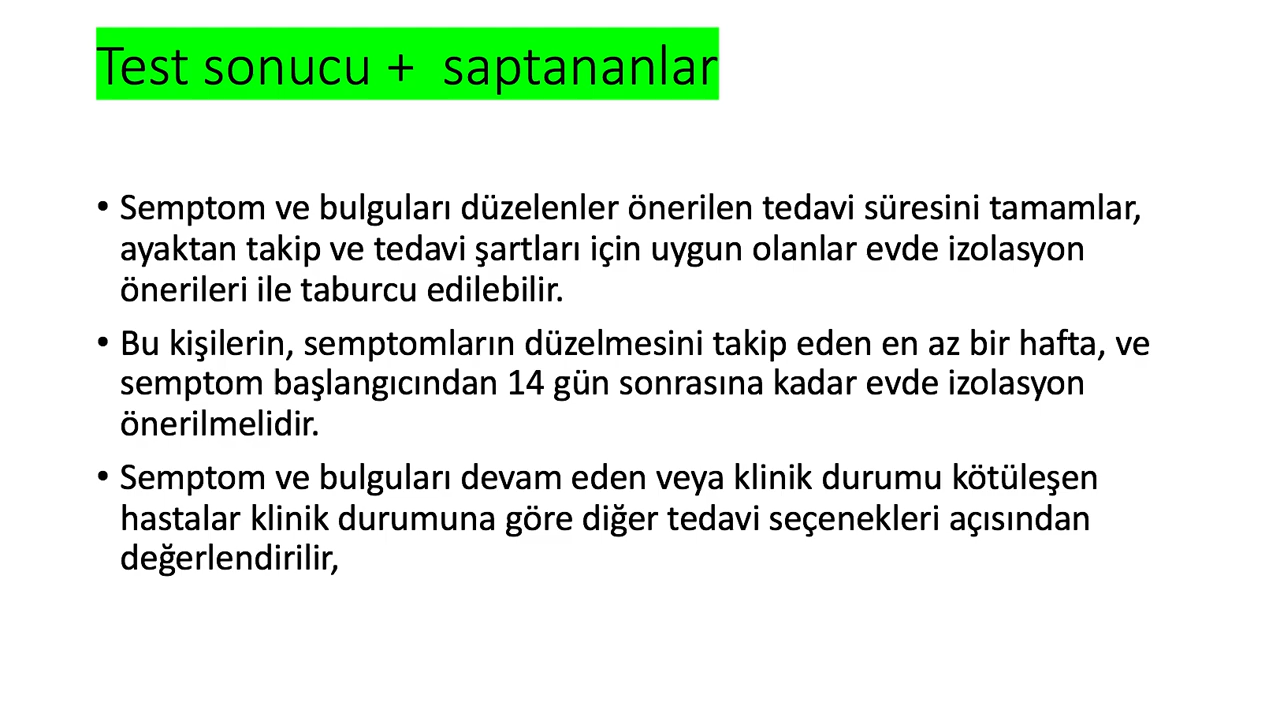 Test sonucu +  saptananlar
• Semptom ve bulguları düzelenler önerilen tedavi süresini tamamlar,
ayaktan takip ve tedavi şartları için uygun olanlar evde izolasyon
önerileri ile taburcu edilebilir.
• Bu kişilerin, semptomların düzelmesini takip eden en az bir hafta, ve
semptom başlangıcından 14 gün sonrasına kadar evde izolasyon
önerilmelidir.
• Semptom ve bulguları devam eden veya klinik durumu kötüleşen
hastalar klinik durumuna göre diğer tedavi seçenekleri açısından
değerlendirilir,